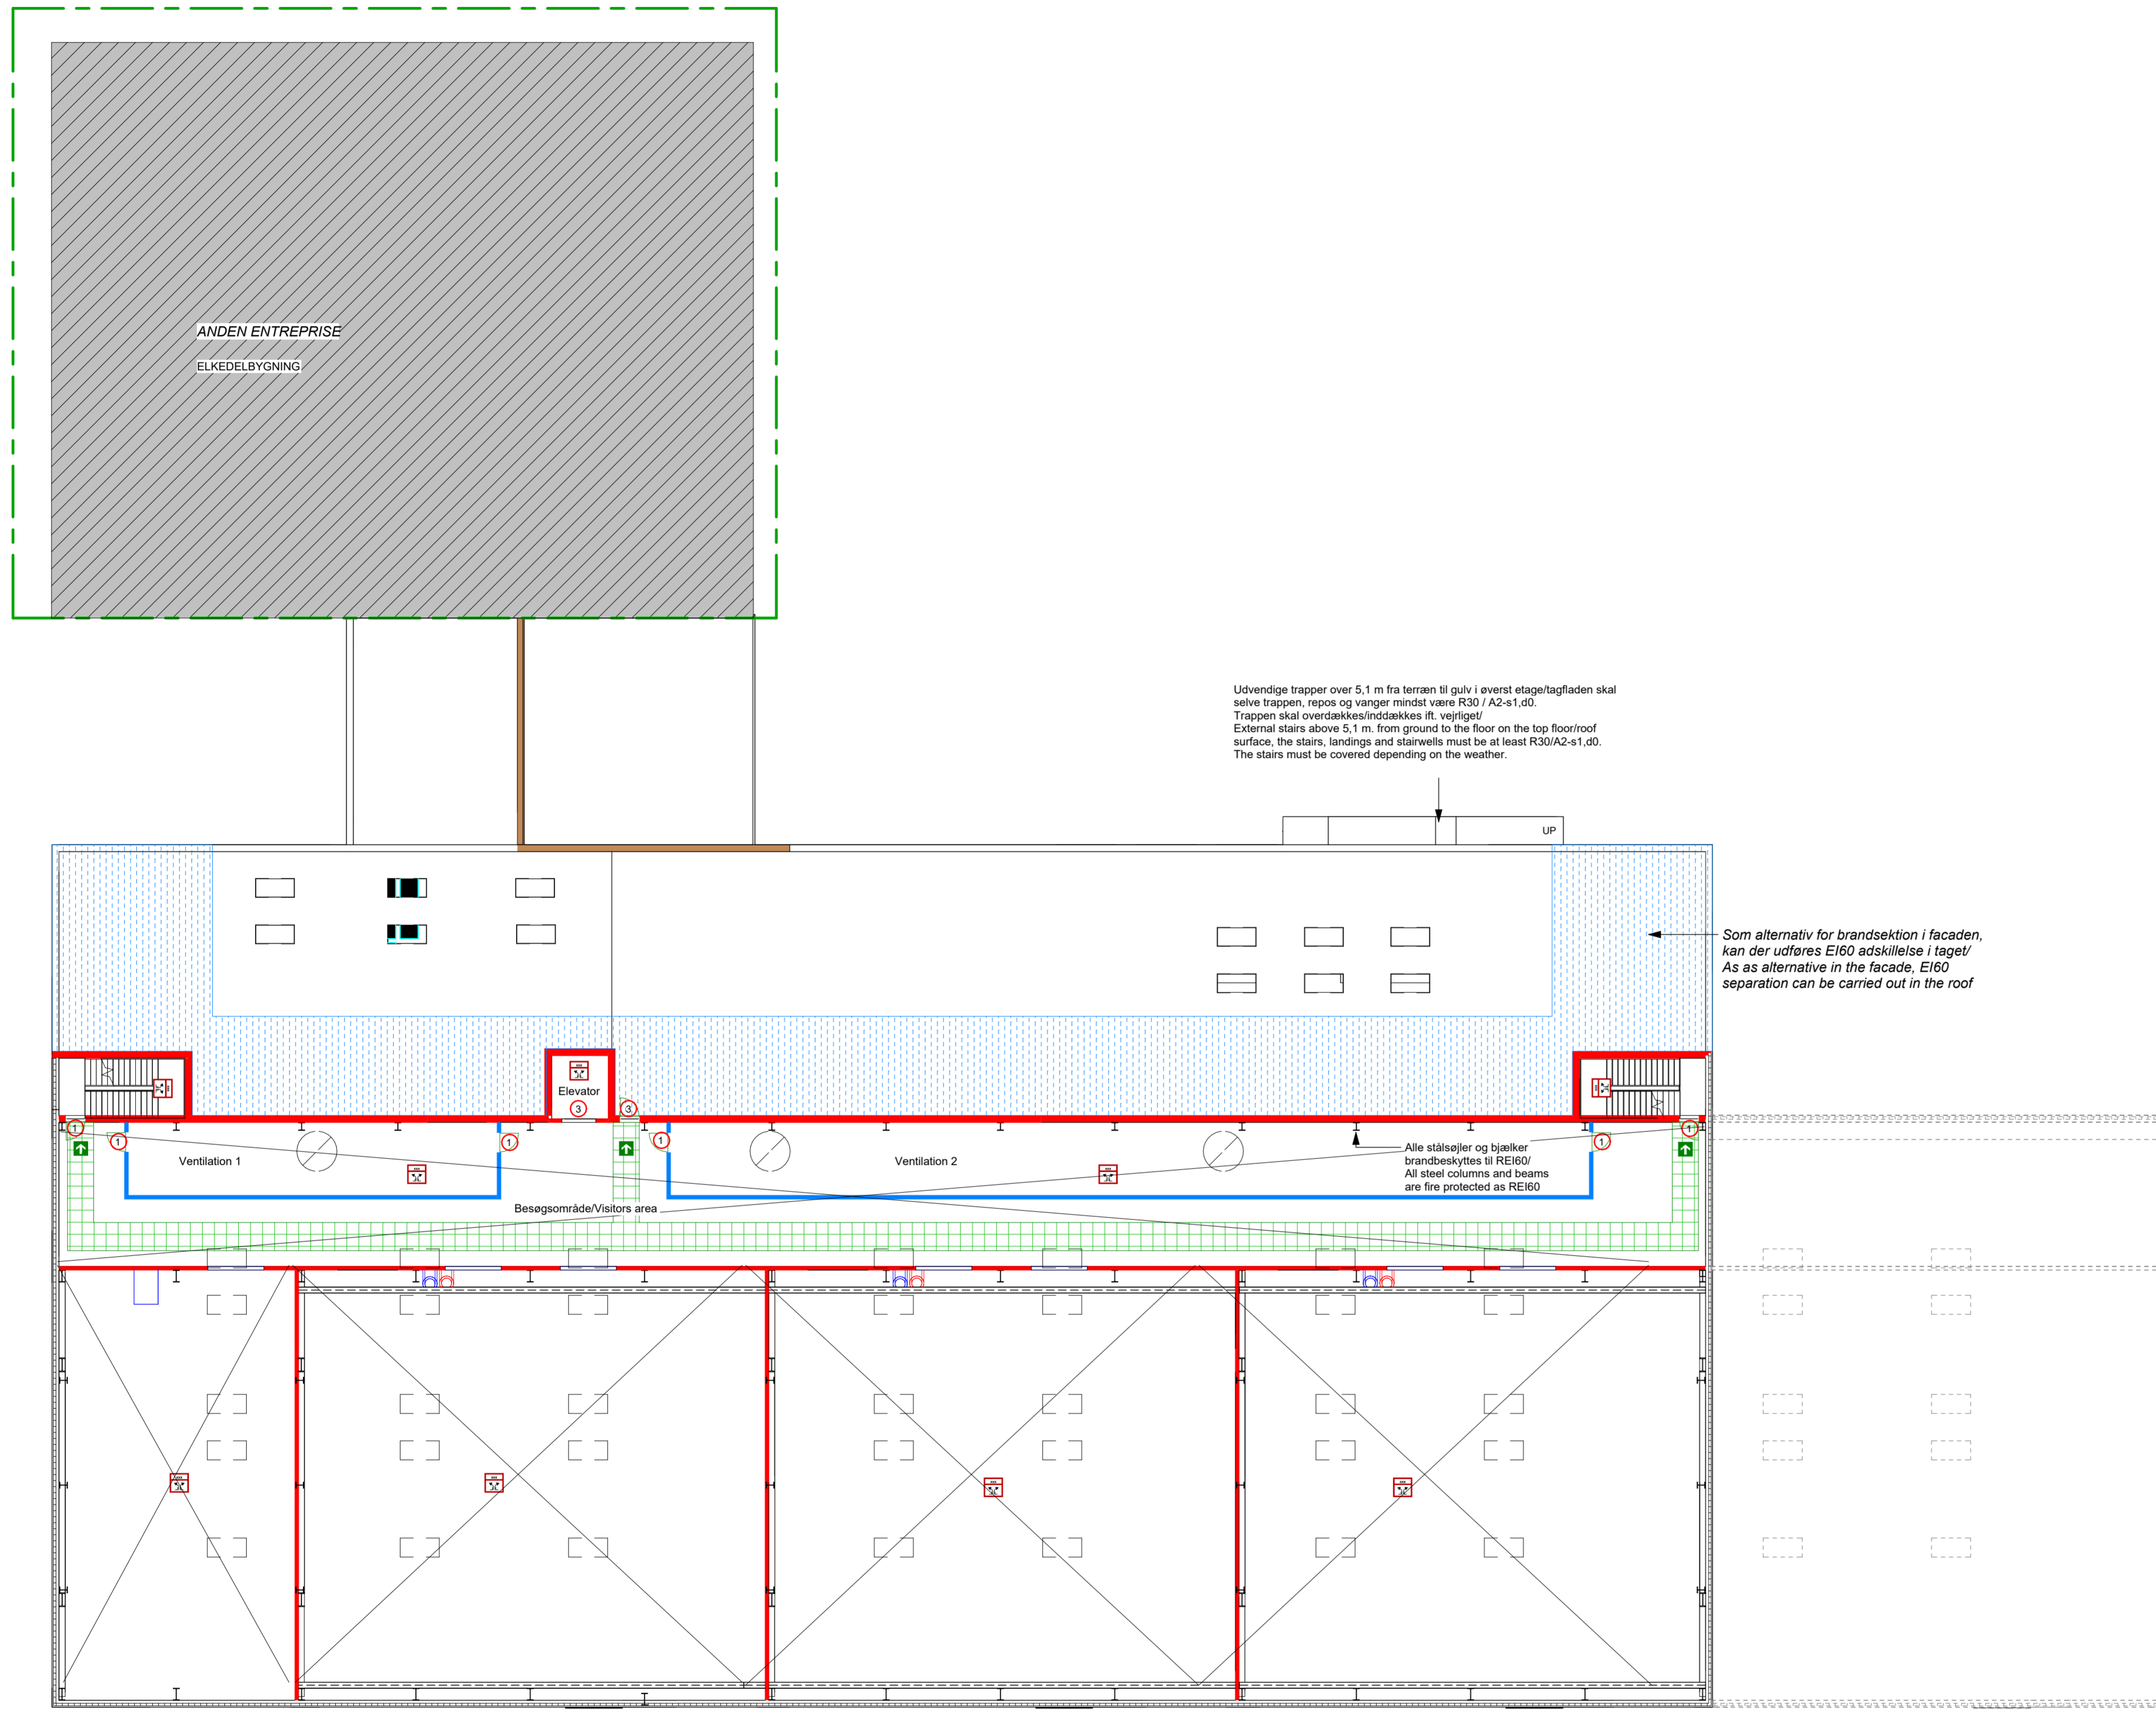 ANDEN ENTREPRISE
ELKEDELBYGNING
Udvendige trapper over 5,1 m fra terræn til gulv i øverst etage/tagfladen skal
selve trappen, repos og vanger mindst være R30 / A2-s1,d0.
Trappen skal overdækkes/inddækkes ift. vejrliget/
External stairs above 5,1 m. from ground to the floor on the top floor/roof
surface, the stairs, landings and stairwells must be at least R30/A2-s1,d0.
The stairs must be covered depending on the weather.
UP
Som alternativ for brandsektion i facaden,
kan der udføres EI60 adskillelse i taget/
As as alternative in the facade, EI60
separation can be carried out in the roof
Elevator
3
3
1
1
1
1
1
1
Ventilation 1
Ventilation 2
Alle stålsøjler og bjælker
brandbeskyttes til REI60/
All steel columns and beams
are fire protected as REI60
Besøgsområde/Visitors area